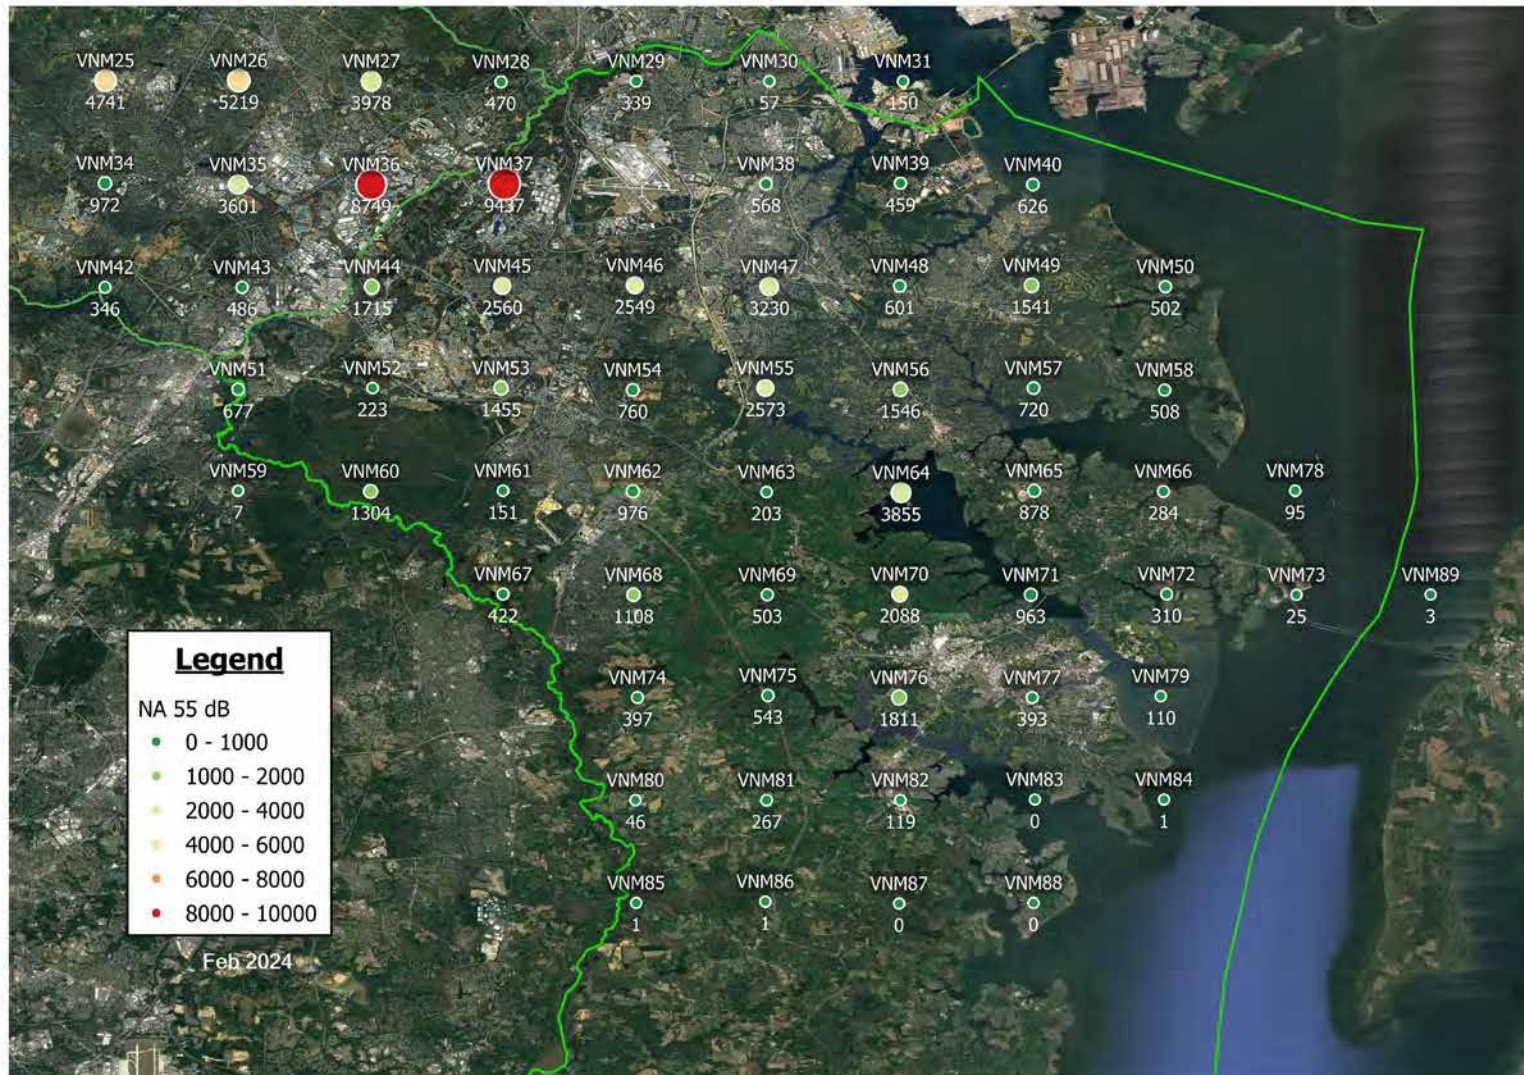 VNM25 VNM26 VNM27 VNM28 VNM29 VNM30 VNM31
4741 5219 3978 470 339 57 150
VNM34 VNM35 VNM36 VNM37 VNM38 VNM39 VNM40
972 3601 8749 9437 568 459 626
VNM42 VNM43 VNM44 VNM45 VNM46 VNM47 VNM48 VNM49 VNM50
346 486 1715 2560 2549 3230 601 1541 502
VNM51 VNM52 VNM53 VNM54 VNM55 VNM56 VNM57 VNM58
677 223 1455 760 2573 1546 720 508
VNM59 VNM60 VNM61 VNM62 VNM63 VNM64 VNM65 VNM66 VNM78
7 1304 151 976 203 3855 878 284 95
VNM67 VNM68 VNM69 VNM70 VNM71 VNM72 VNM73 VNM89
422 1108 503 2088 963 310 25 3
VNM74 VNM75 VNM76 VNM77 VNM79
397 543 1811 393 110
VNM80 VNM81 VNM82 VNM83 VNM84
46 267 119 0 1
VNM85 VNM86 VNM87 VNM88
1 1 0 0
Legend
NA 55 dB
0 - 1000
1000 - 2000
2000 - 4000
4000 - 6000
6000 - 8000
8000 - 10000
Feb 2024